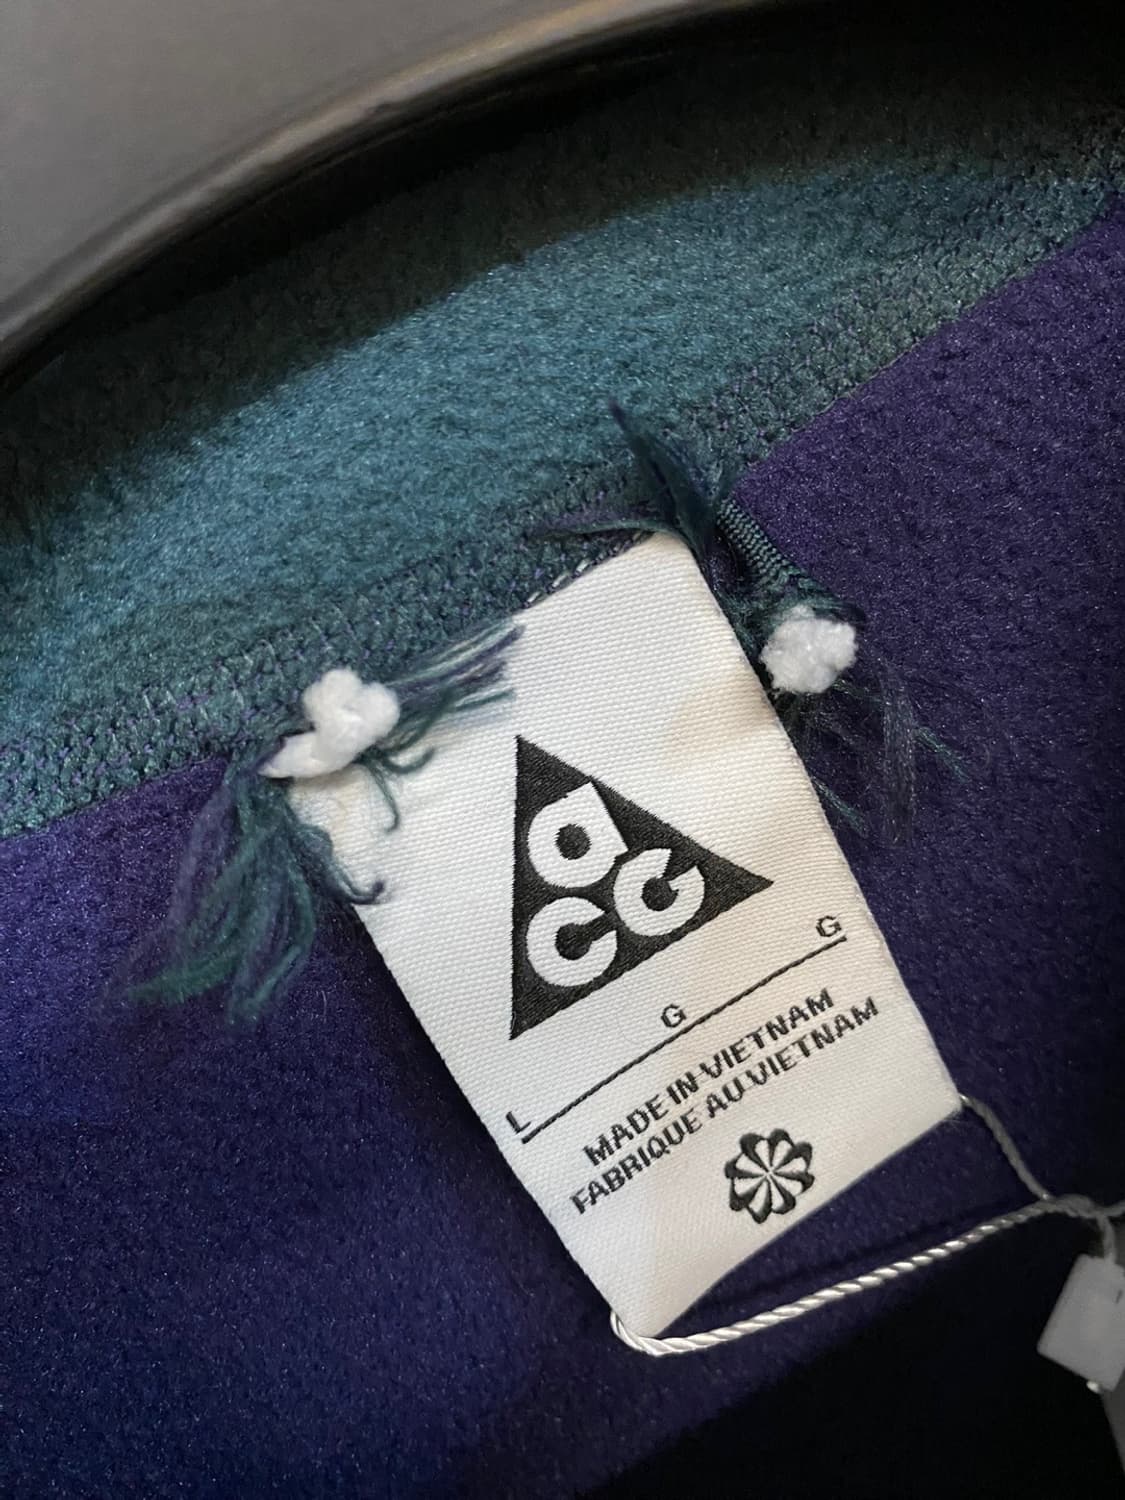 acG
L G G
MADE IN VIETNAM
FABRIQUE AU VIETNAM